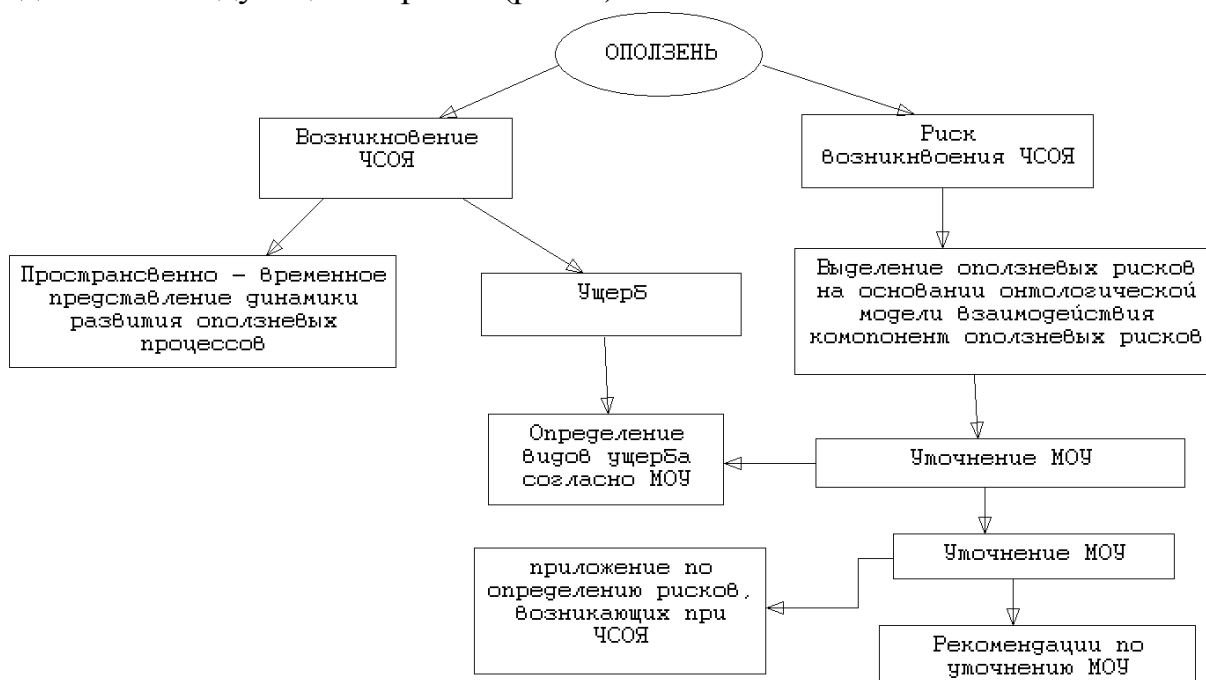 ОПОЛЗЕНЬ
Возникновение
ЧСОЯ
Риск
возникнвоения ЧСОЯ
Пространсвенно – временное
представление динамики
развития оползневых
процессов
Ущерб
Выделение оползневых рисков
на основании онтологической
модели взаимодействия
комопонент оползневых рисков
Определение
видов ущерба
согласно МОУ
Уточнение МОУ
Уточнение МОУ
приложение по
определению рисков,
возникающих при
ЧСОЯ
Рекомендации по
уточнению МОУ